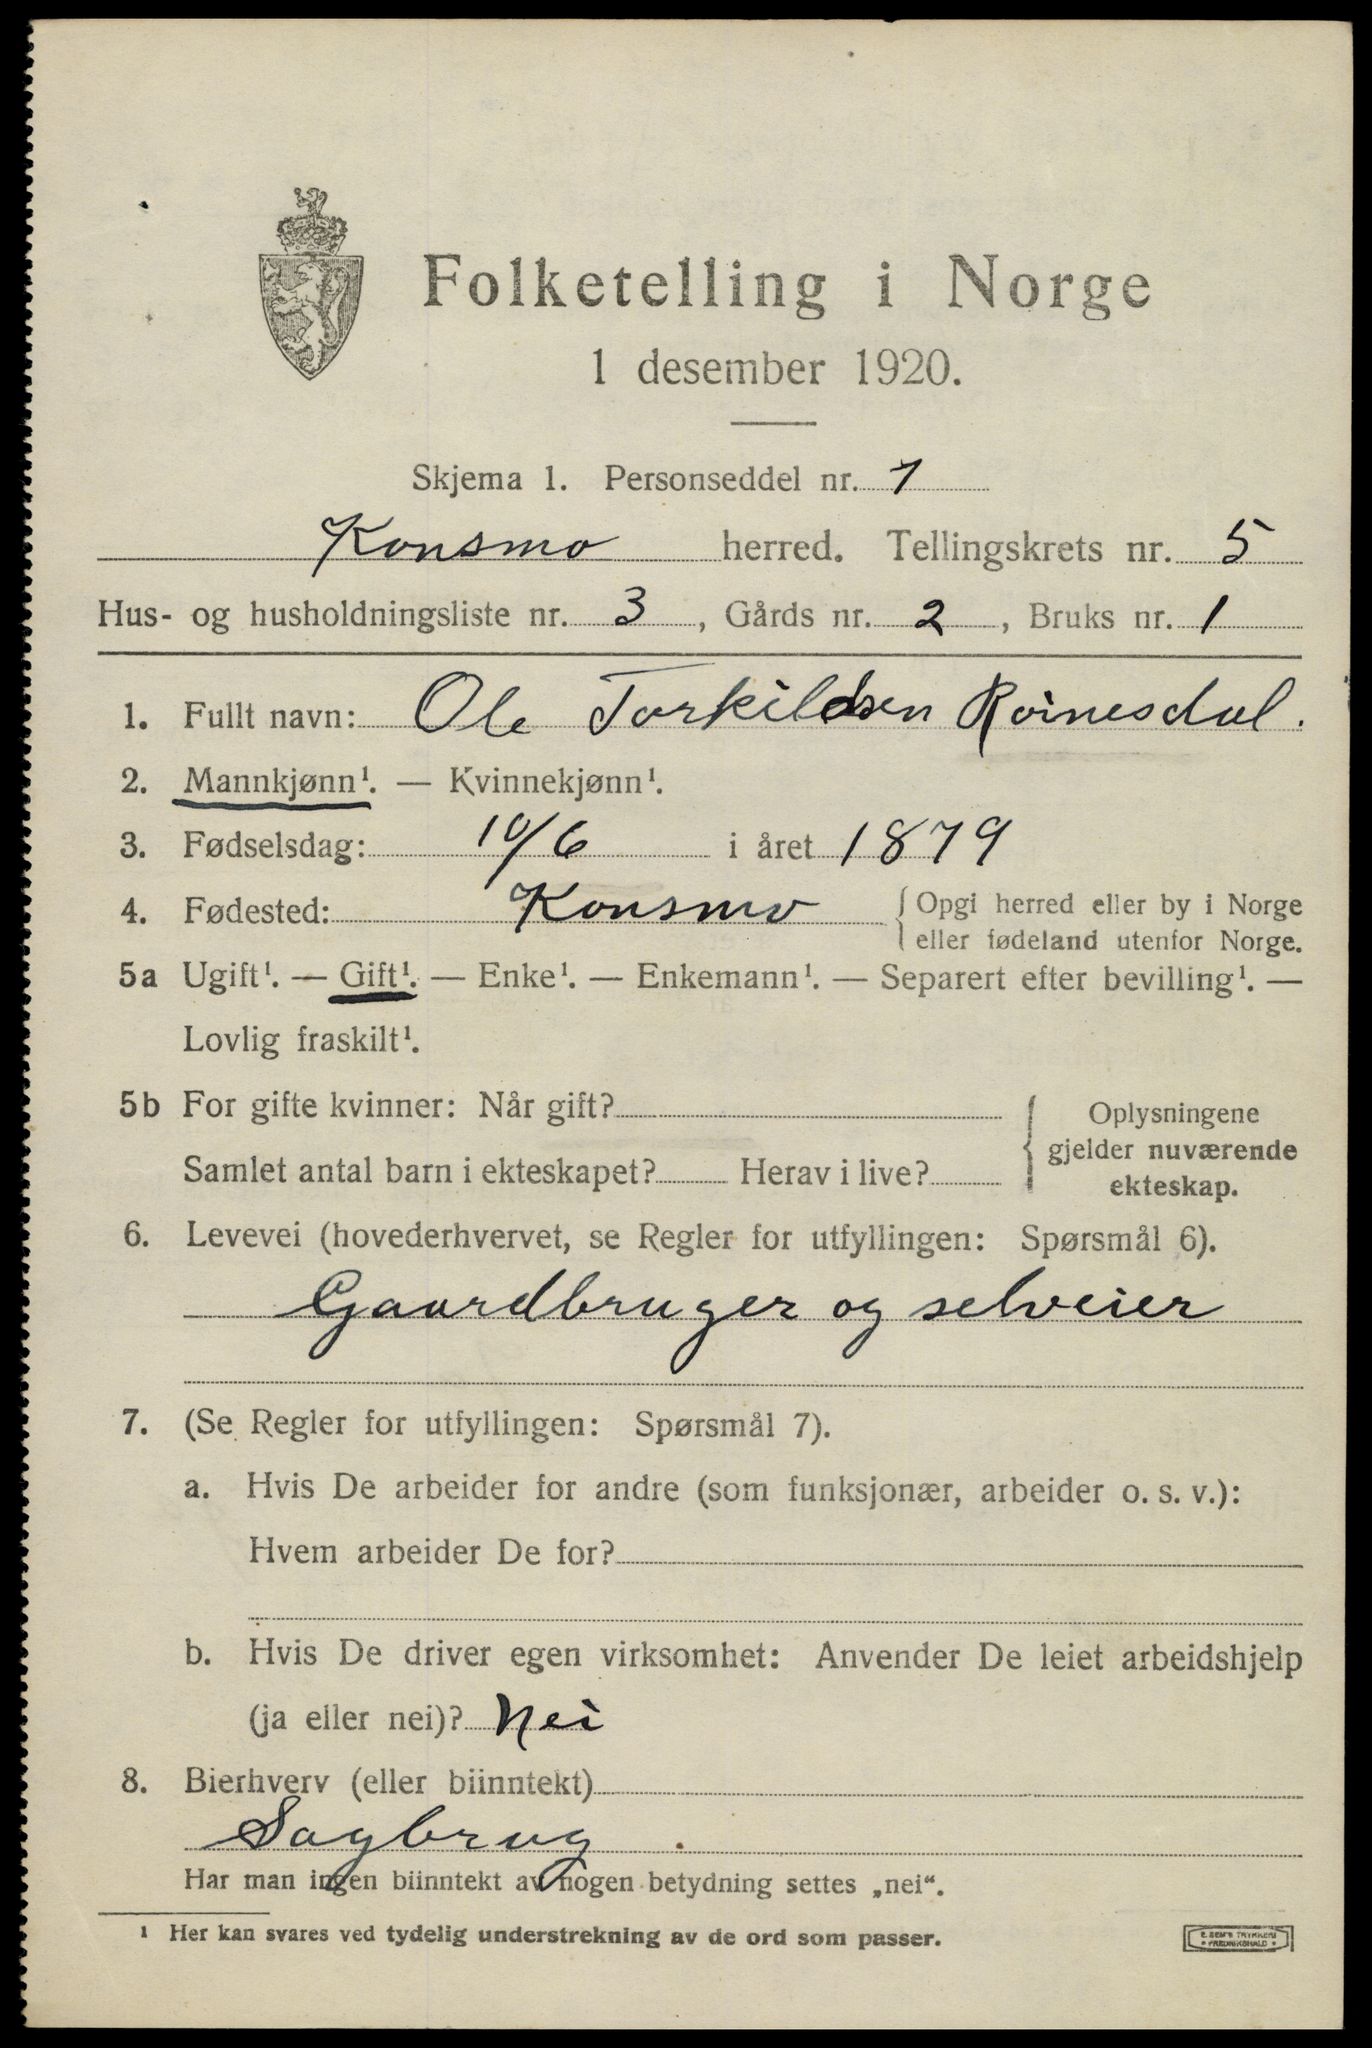 Folketelling i Norge
1 desember 1920.
Skjema 1. Personseddel nr. 1
Konsmo herred. Tellingskrets nr. 5
Hus- og husholdningsliste nr. 3, Gårds nr. 2, Bruks nr. 1
1. Fullt navn: Ole Torkildsen Roinesdal.
2. Mannkjønn¹. — Kvinnekjønn¹.
3. Fødselsdag: 10/6 i året 1879
4. Fødested: Konsmo { Opgi herred eller by i Norge
eller fødeland utenfor Norge.
5a Ugift¹. — Gift¹. — Enke¹. — Enkemann¹. — Separert efter bevilling¹. —
Lovlig fraskilt¹.
5b For gifte kvinner: Når gift?
Samlet antal barn i ekteskapet? Herav i live?
{ Oplysningene
gjelder nuværende
ekteskap.
6. Levevei (hovederhvervet, se Regler for utfyllingen: Spørsmål 6).
Gaardbruger og selveier
7. (Se Regler for utfyllingen: Spørsmål 7).
a. Hvis De arbeider for andre (som funksjonær, arbeider o. s. v.):
Hvem arbeider De for?
b. Hvis De driver egen virksomhet: Anvender De leiet arbeidshjelp
(ja eller nei)? Nei
8. Bierhverv (eller biinntekt)
Sagbrug
Har man ingen biinntekt av nogen betydning settes „nei“.
¹ Her kan svares ved tydelig understrekning av de ord som passer.
E. SEM'S TRYKKERI
• FREDRIKSHALD •